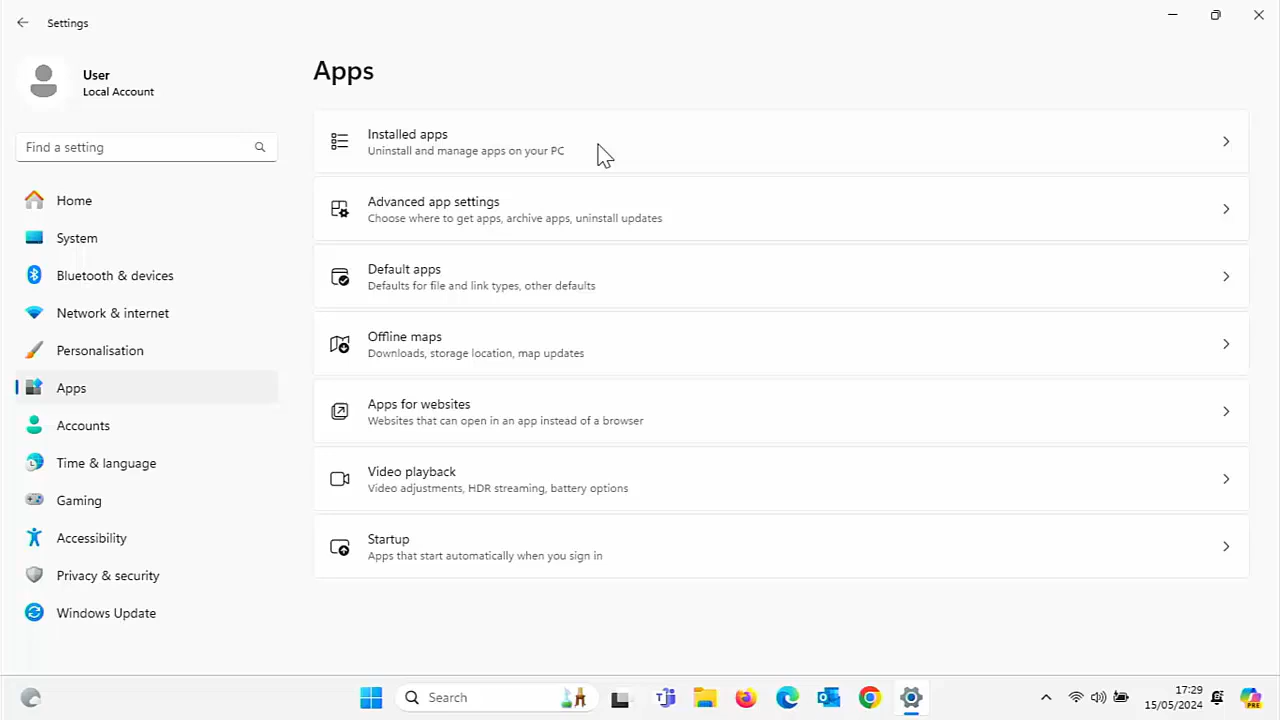 Settings
User
Local Account
Find a setting
Home
System
Bluetooth & devices
Network & internet
Personalisation
Apps
Accounts
Time & language
Gaming
Accessibility
Privacy & security
Windows Update
Apps
Installed apps
Uninstall and manage apps on your PC
Advanced app settings
Choose where to get apps, archive apps, uninstall updates
Default apps
Defaults for file and link types, other defaults
Offline maps
Downloads, storage location, map updates
Apps for websites
Websites that can open in an app instead of a browser
Video playback
Video adjustments, HDR streaming, battery options
Startup
Apps that start automatically when you sign in
Search
17:29
15/05/2024
PRE